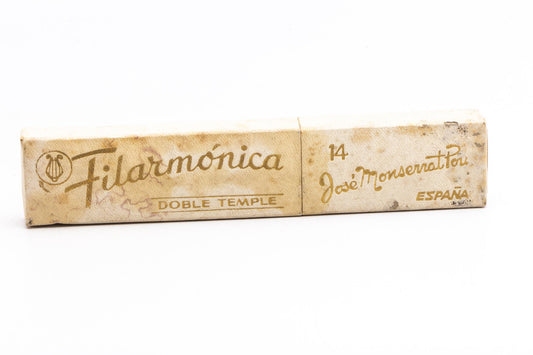 Filarmónica
DOBLE TEMPLE
14
José Monserrat Pou
ESPAÑA